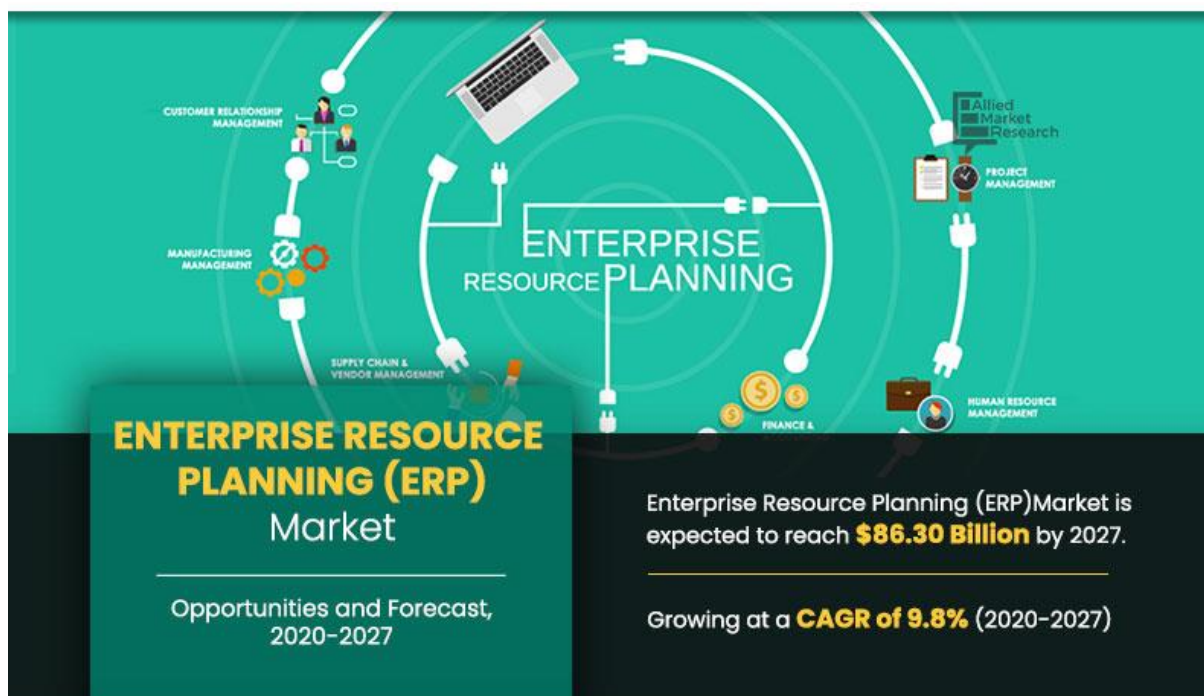 CUSTOMER RELATIONSHIP
MANAGEMENT
Allied
Market
Research
PROJECT
MANAGEMENT
ENTERPRISE
RESOURCE PLANNING
MANUFACTURING
MANAGEMENT
SUPPLY CHAIN &
VENDOR MANAGEMENT
HUMAN RESOURCE
MANAGEMENT
FINANCE &
ENTERPRISE RESOURCE
PLANNING (ERP)
Market
Opportunities and Forecast,
2020-2027
Enterprise Resource Planning (ERP)Market is
expected to reach $86.30 Billion by 2027.
Growing at a CAGR of 9.8% (2020-2027)